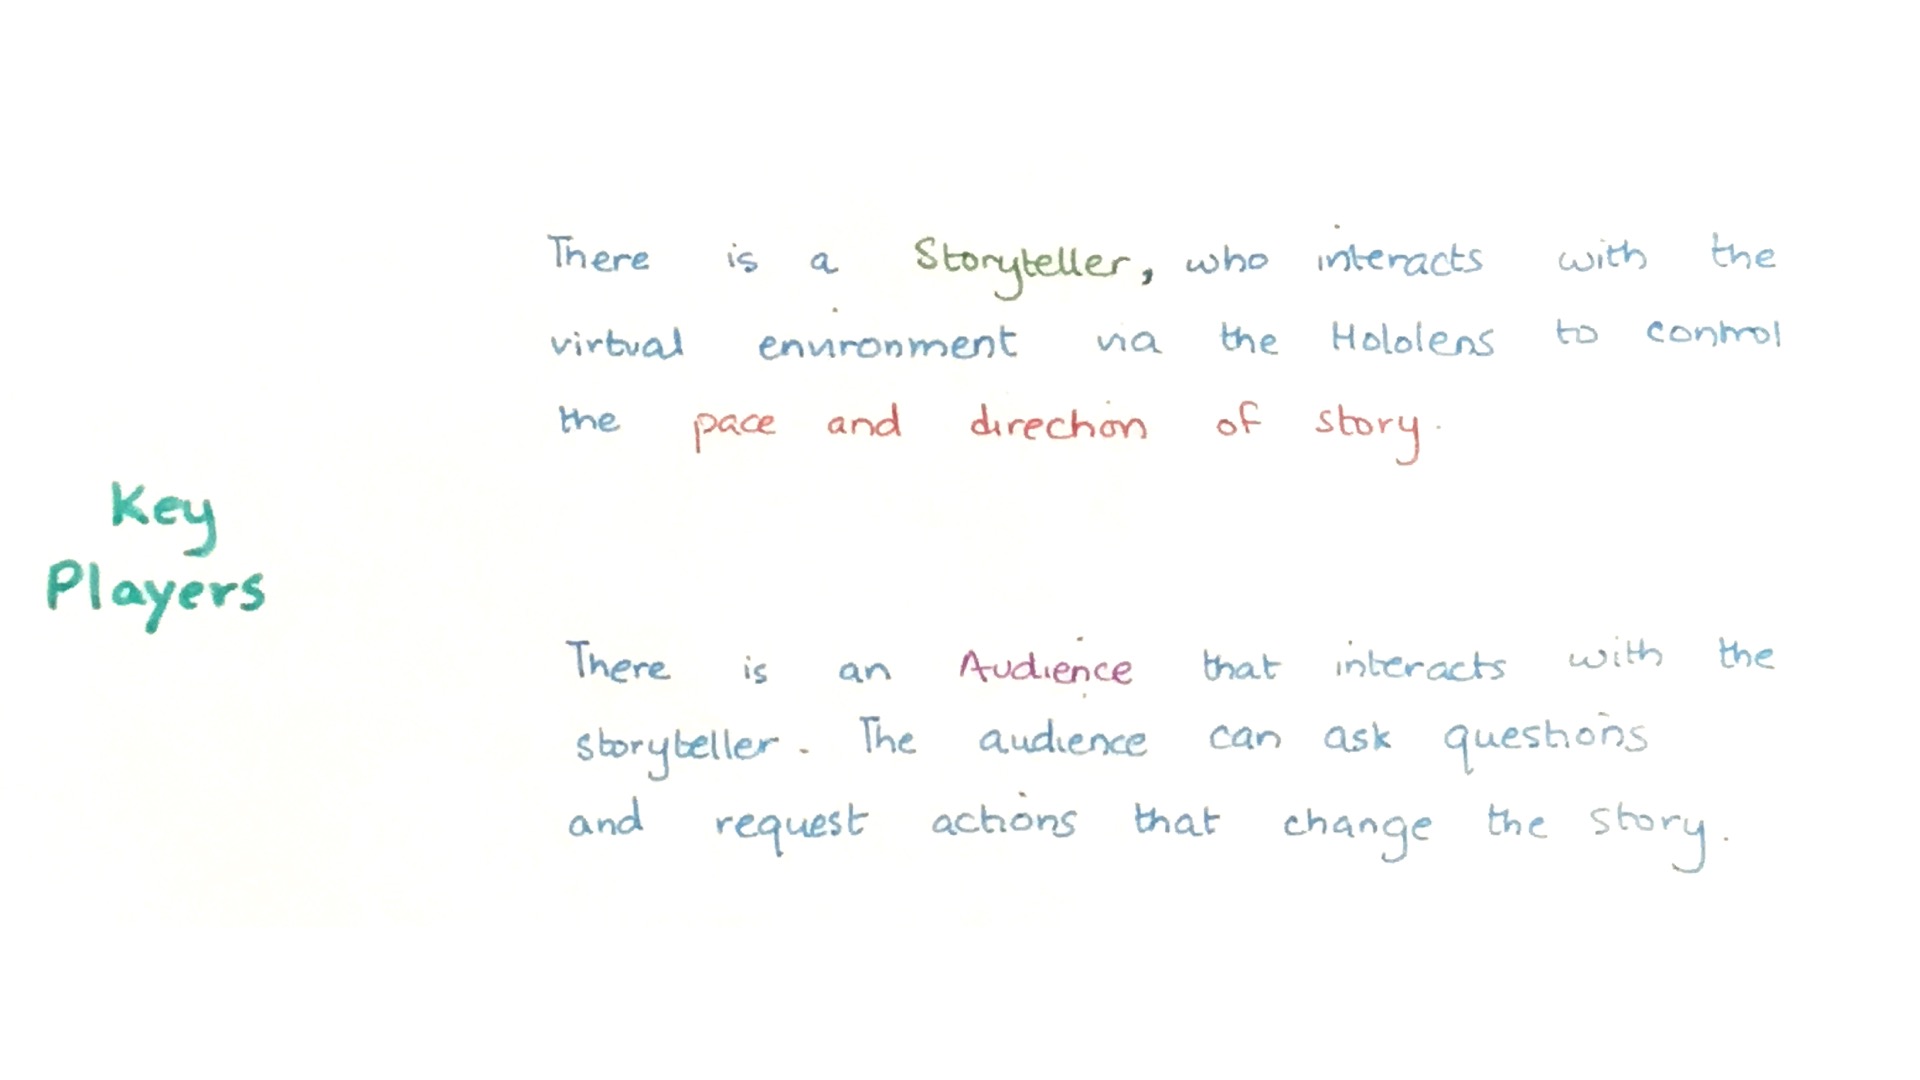 Key
Players
There is a Storyteller, who interacts with the
virtual environment via the Hololens to control
the pace and direction of story.
There is an Audience that interacts with the
storyteller. The audience can ask questions
and request actions that change the story.